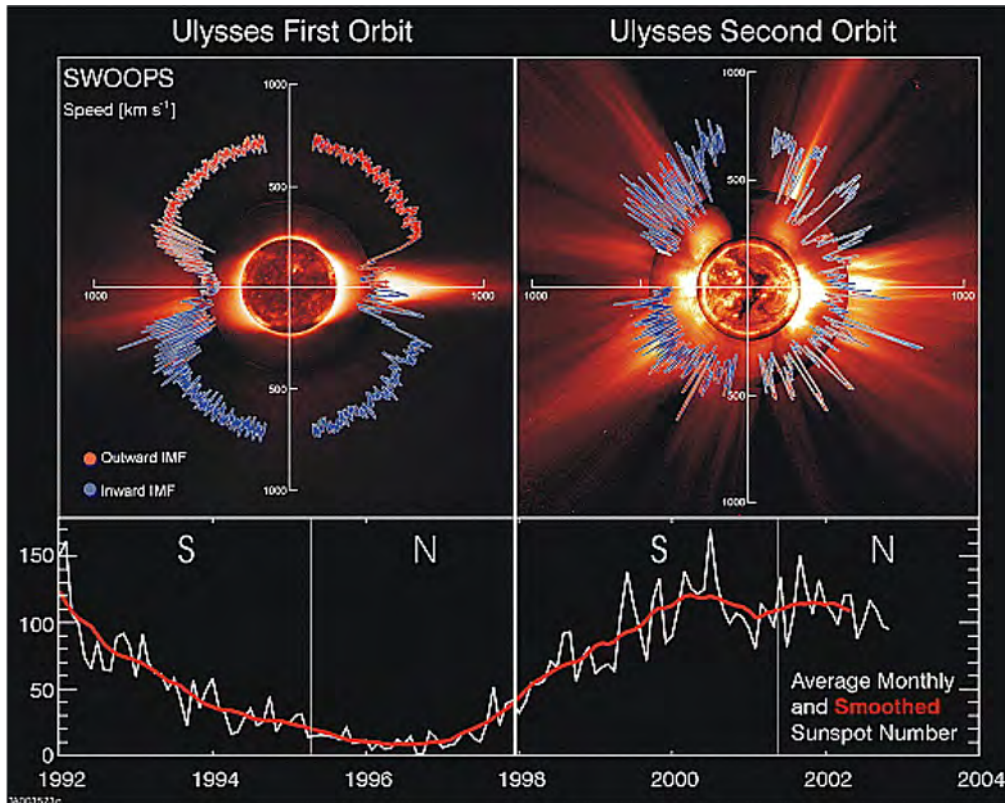 Ulysses First Orbit
Ulysses Second Orbit
SWOOPS
Speed [km s⁻¹]
1000
500
1000
1000
500
1000
Outward IMF
Inward IMF
1000
500
1000
1000
500
1000
S
N
S
N
150
100
50
0
Average Monthly
and Smoothed
Sunspot Number
1992
1994
1996
1998
2000
2002
2004